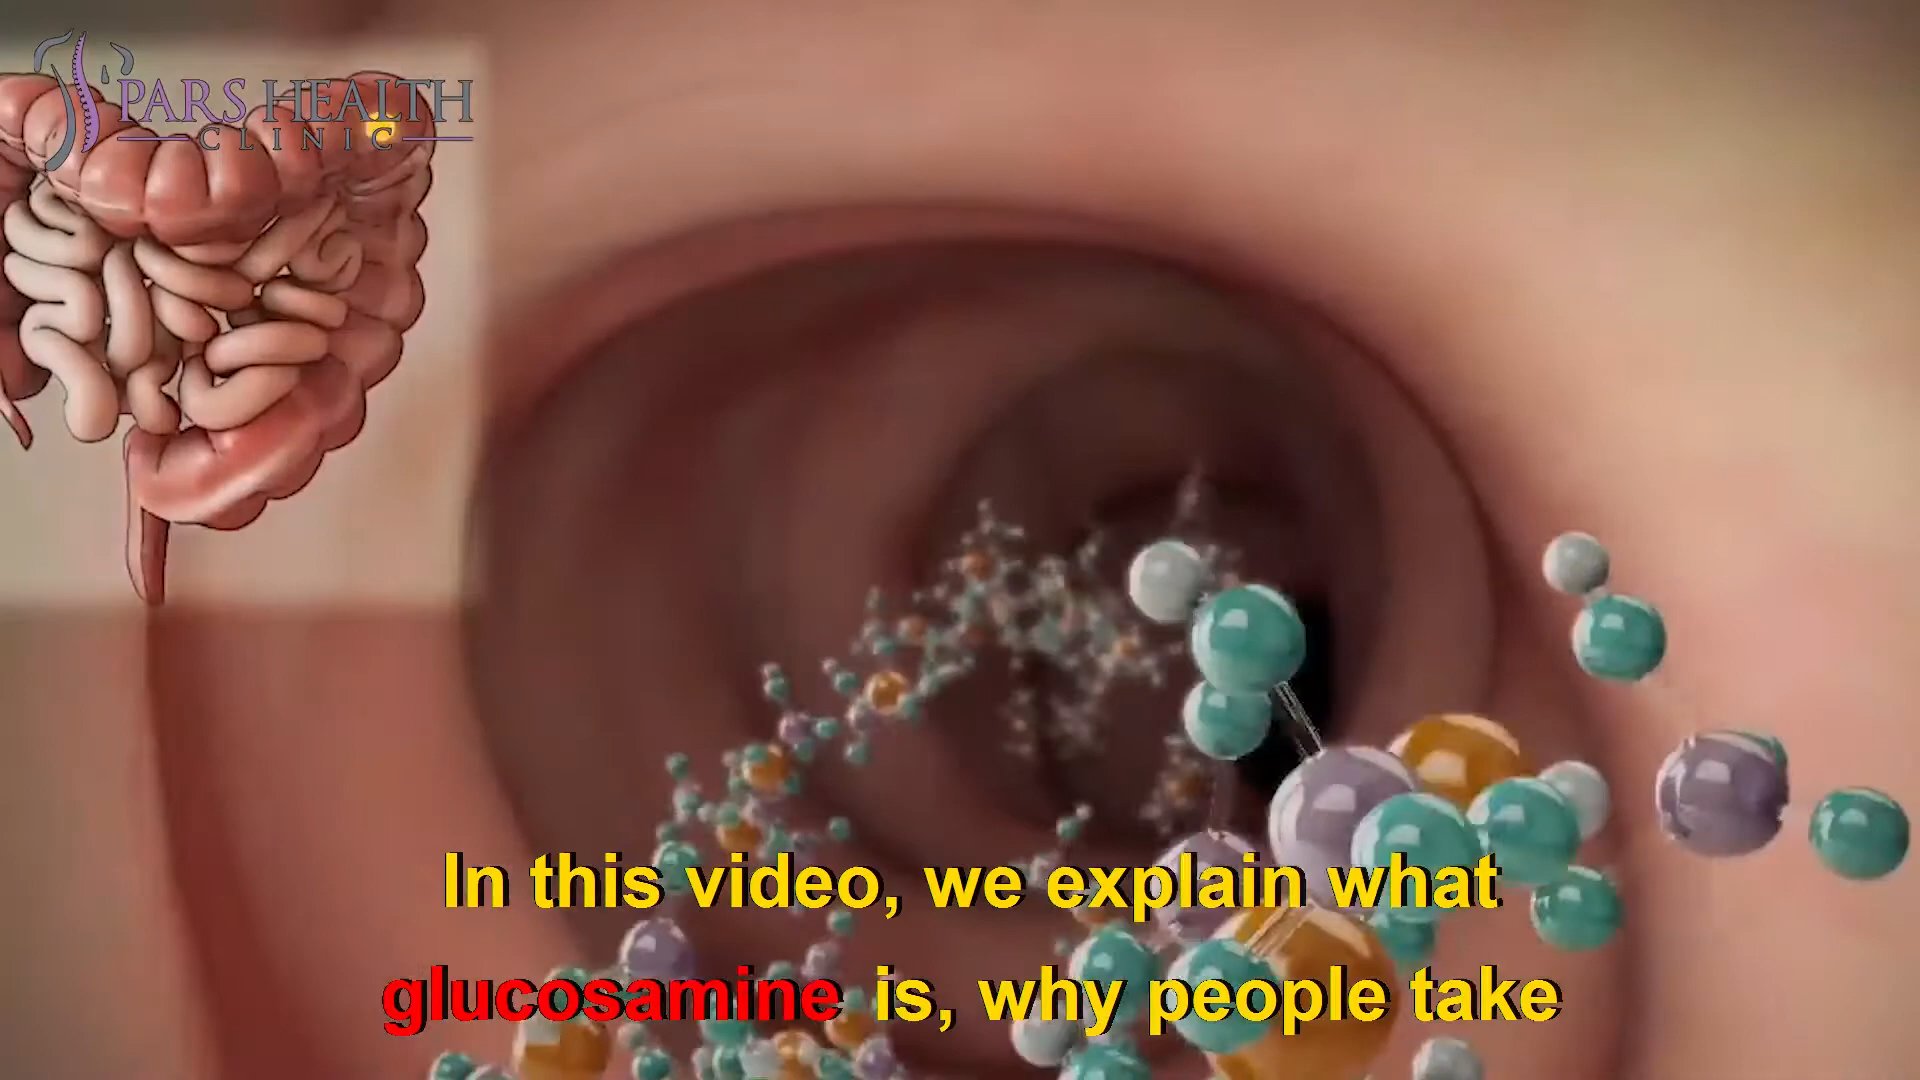 PARS HEALTH
CLINIC
In this video, we explain what
glucosamine is, why people take